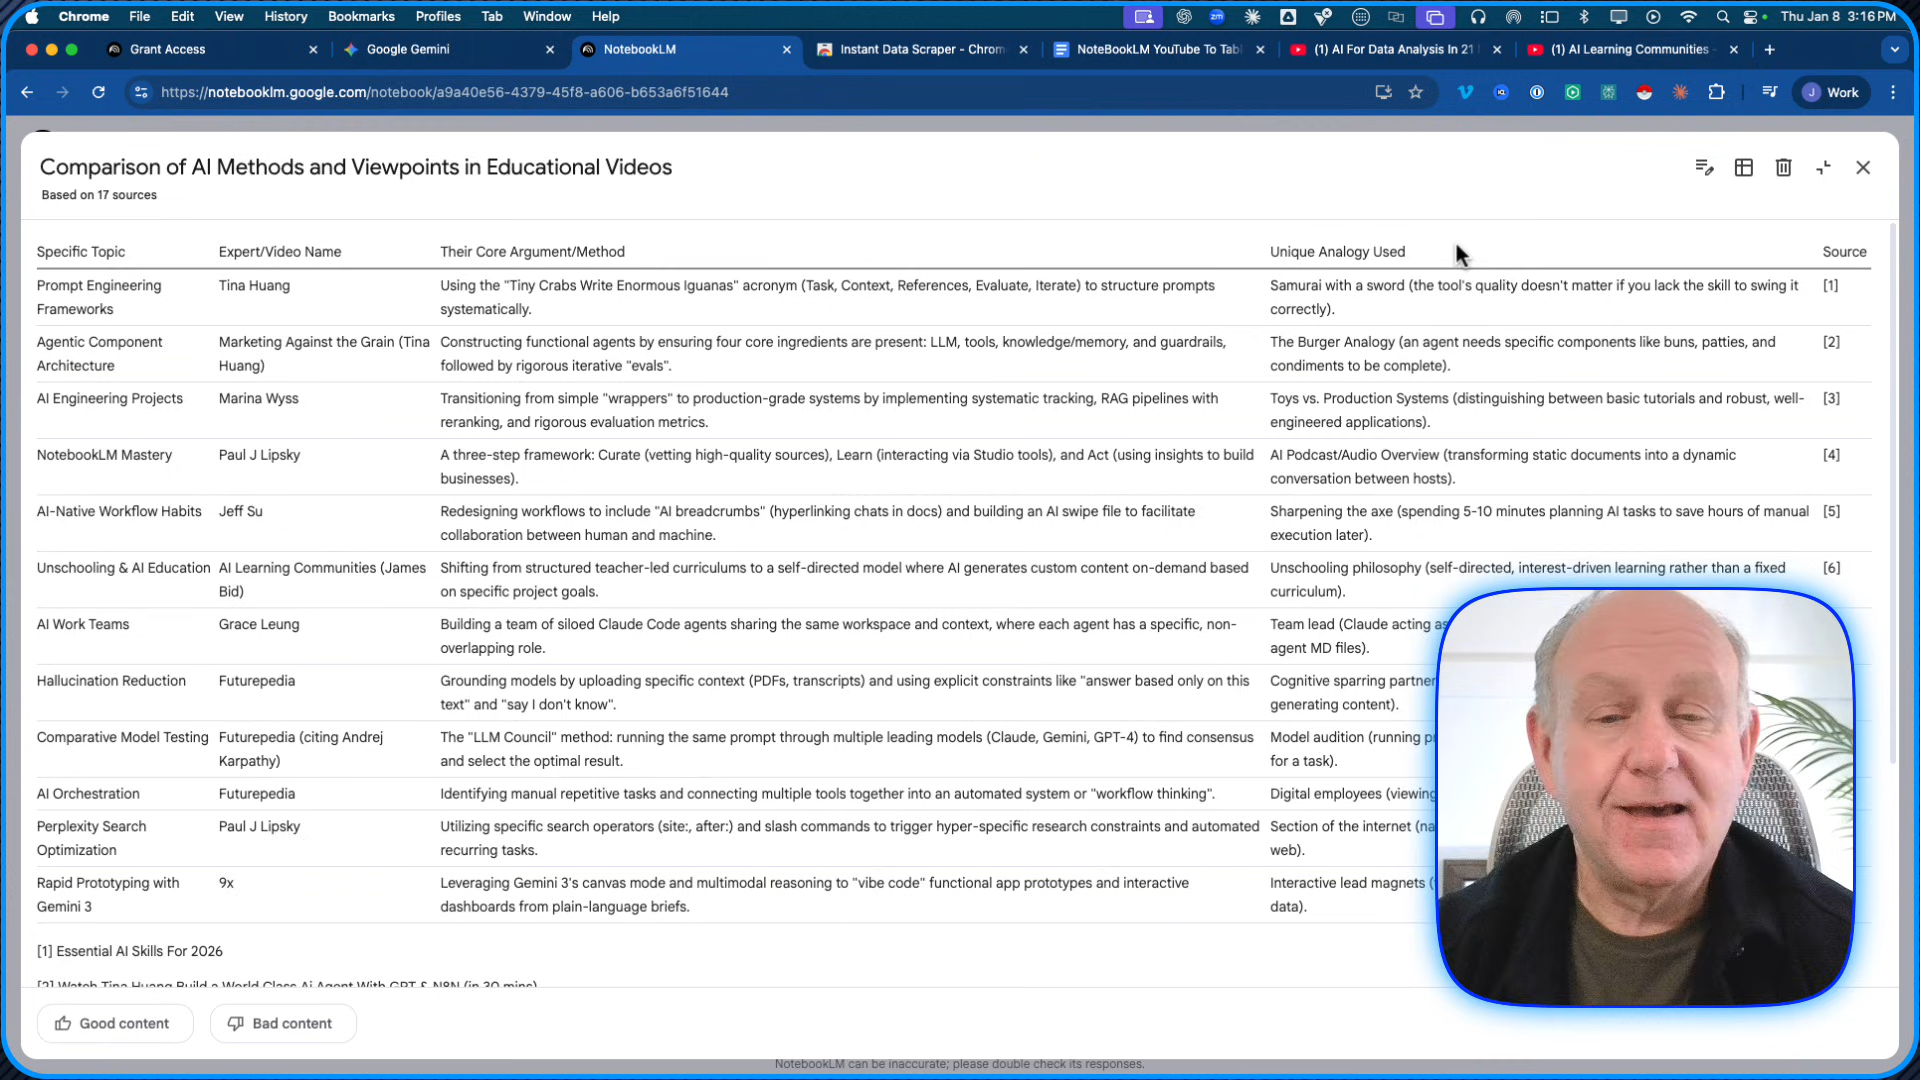 Chrome File Edit View History Bookmarks Profiles Tab Window Help
zm
Thu Jan 8 3:16 PM
Grant Access
Google Gemini
NotebookLM
Instant Data Scraper - Chrom
NoteBookLM YouTube To Tabl
(1) AI For Data Analysis In 21
(1) AI Learning Communities -
https://notebooklm.google.com/notebook/a9a40e56-4379-45f8-a606-b653a6f51644
J Work
Comparison of AI Methods and Viewpoints in Educational Videos
Based on 17 sources
Specific Topic Expert/Video Name Their Core Argument/Method Unique Analogy Used Source
Prompt Engineering Tina Huang Using the "Tiny Crabs Write Enormous Iguanas" acronym (Task, Context, References, Evaluate, Iterate) to structure prompts Samurai with a sword (the tool's quality doesn't matter if you lack the skill to swing it [1]
Frameworks systematically. correctly).
Agentic Component Marketing Against the Grain (Tina Constructing functional agents by ensuring four core ingredients are present: LLM, tools, knowledge/memory, and guardrails, The Burger Analogy (an agent needs specific components like buns, patties, and [2]
Architecture Huang) followed by rigorous iterative "evals". condiments to be complete).
AI Engineering Projects Marina Wyss Transitioning from simple "wrappers" to production-grade systems by implementing systematic tracking, RAG pipelines with Toys vs. Production Systems (distinguishing between basic tutorials and robust, well- [3]
reranking, and rigorous evaluation metrics. engineered applications).
NotebookLM Mastery Paul J Lipsky A three-step framework: Curate (vetting high-quality sources), Learn (interacting via Studio tools), and Act (using insights to build AI Podcast/Audio Overview (transforming static documents into a dynamic [4]
businesses). conversation between hosts).
AI-Native Workflow Habits Jeff Su Redesigning workflows to include "AI breadcrumbs" (hyperlinking chats in docs) and building an AI swipe file to facilitate Sharpening the axe (spending 5-10 minutes planning AI tasks to save hours of manual [5]
collaboration between human and machine. execution later).
Unschooling & AI Education AI Learning Communities (James Shifting from structured teacher-led curriculums to a self-directed model where AI generates custom content on-demand based Unschooling philosophy (self-directed, interest-driven learning rather than a fixed [6]
Bid) on specific project goals. curriculum).
AI Work Teams Grace Leung Building a team of siloed Claude Code agents sharing the same workspace and context, where each agent has a specific, non- Team lead (Claude acting as
overlapping role. agent MD files).
Hallucination Reduction Futurepedia Grounding models by uploading specific context (PDFs, transcripts) and using explicit constraints like "answer based only on this Cognitive sparring partner
text" and "say I don't know". generating content).
Comparative Model Testing Futurepedia (citing Andrej The "LLM Council" method: running the same prompt through multiple leading models (Claude, Gemini, GPT-4) to find consensus Model audition (running
Karpathy) and select the optimal result. for a task).
AI Orchestration Futurepedia Identifying manual repetitive tasks and connecting multiple tools together into an automated system or "workflow thinking". Digital employees (viewing
Perplexity Search Paul J Lipsky Utilizing specific search operators (site:, after:) and slash commands to trigger hyper-specific research constraints and automated Section of the internet
Optimization recurring tasks. web).
Rapid Prototyping with 9x Leveraging Gemini 3's canvas mode and multimodal reasoning to "vibe code" functional app prototypes and interactive Interactive lead magnets
Gemini 3 dashboards from plain-language briefs. data).
[1] Essential AI Skills For 2026
[2] Watch Tina Huang Build a World Class Ai Agent With GPT & N8N (in 30 mins)
Good content Bad content
NotebookLM can be inaccurate; please double check its responses.